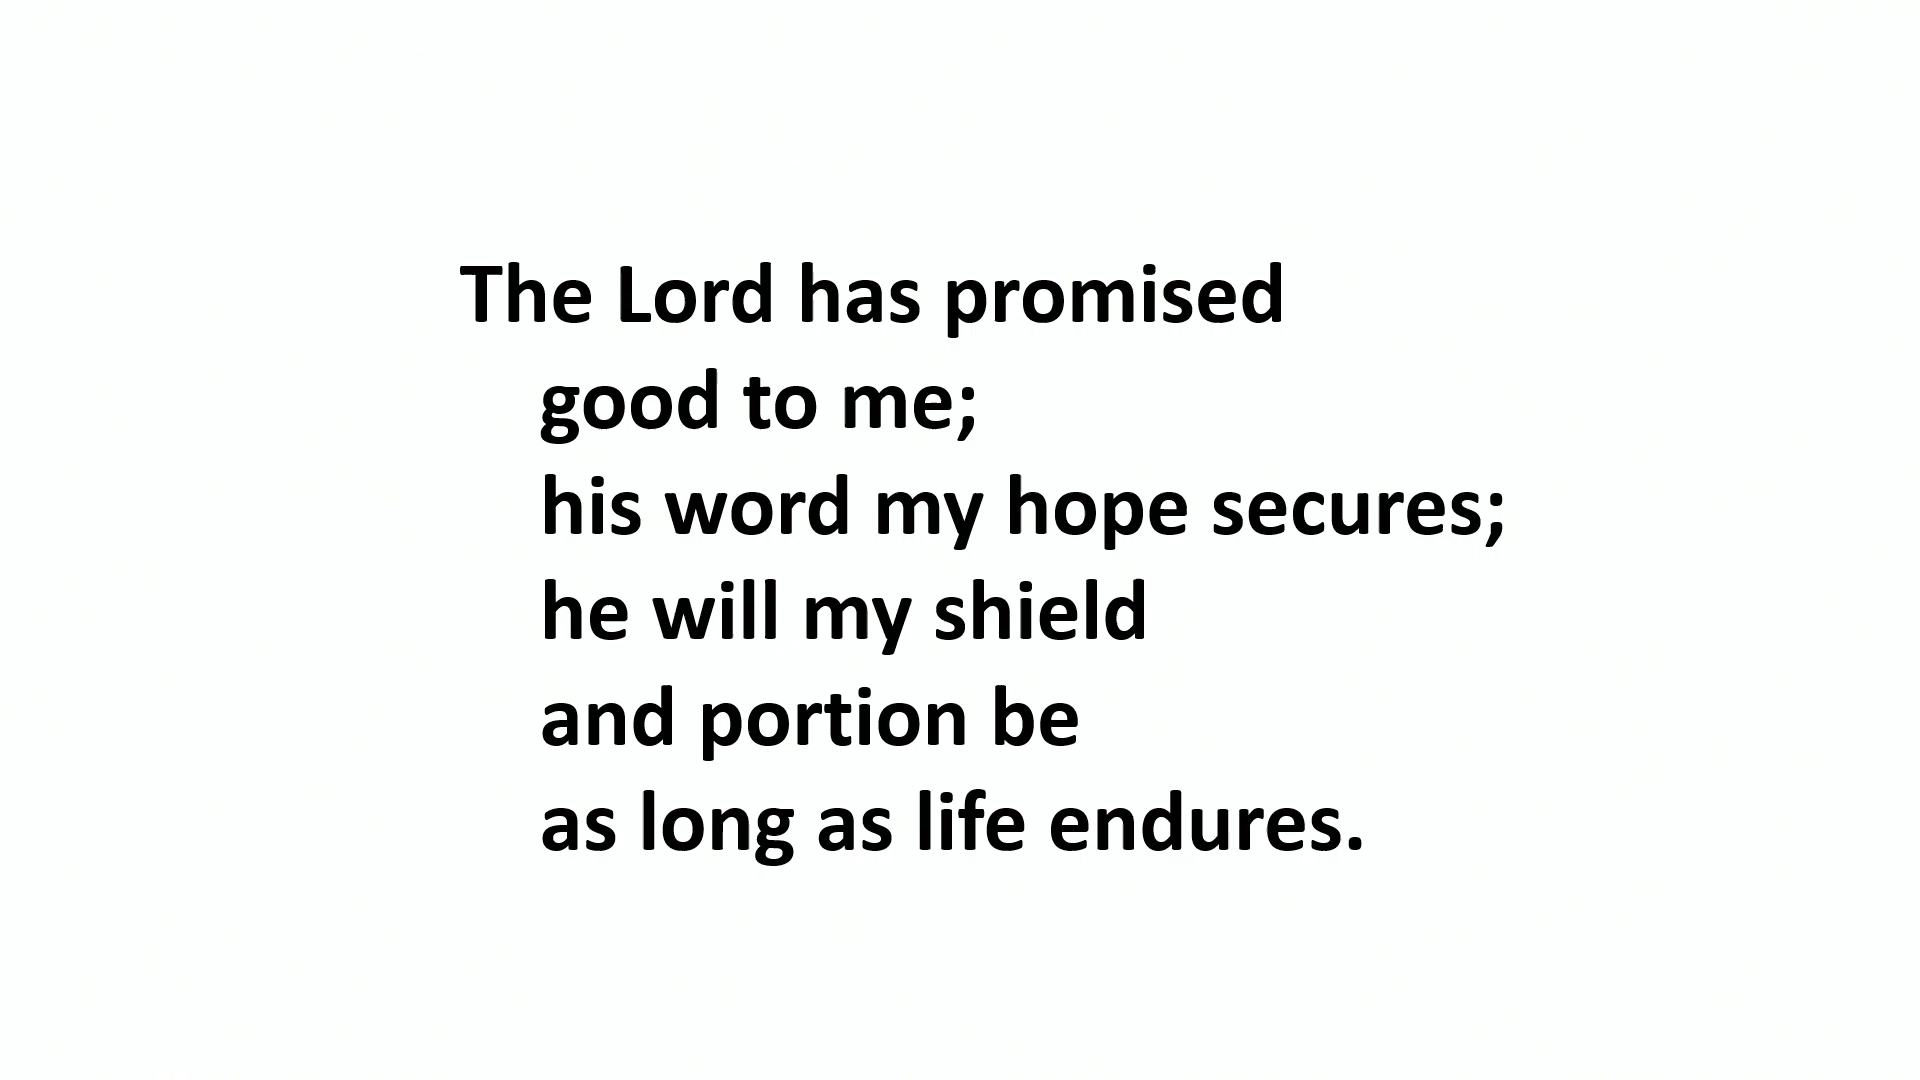 The Lord has promised
good to me;
his word my hope secures;
he will my shield
and portion be
as long as life endures.